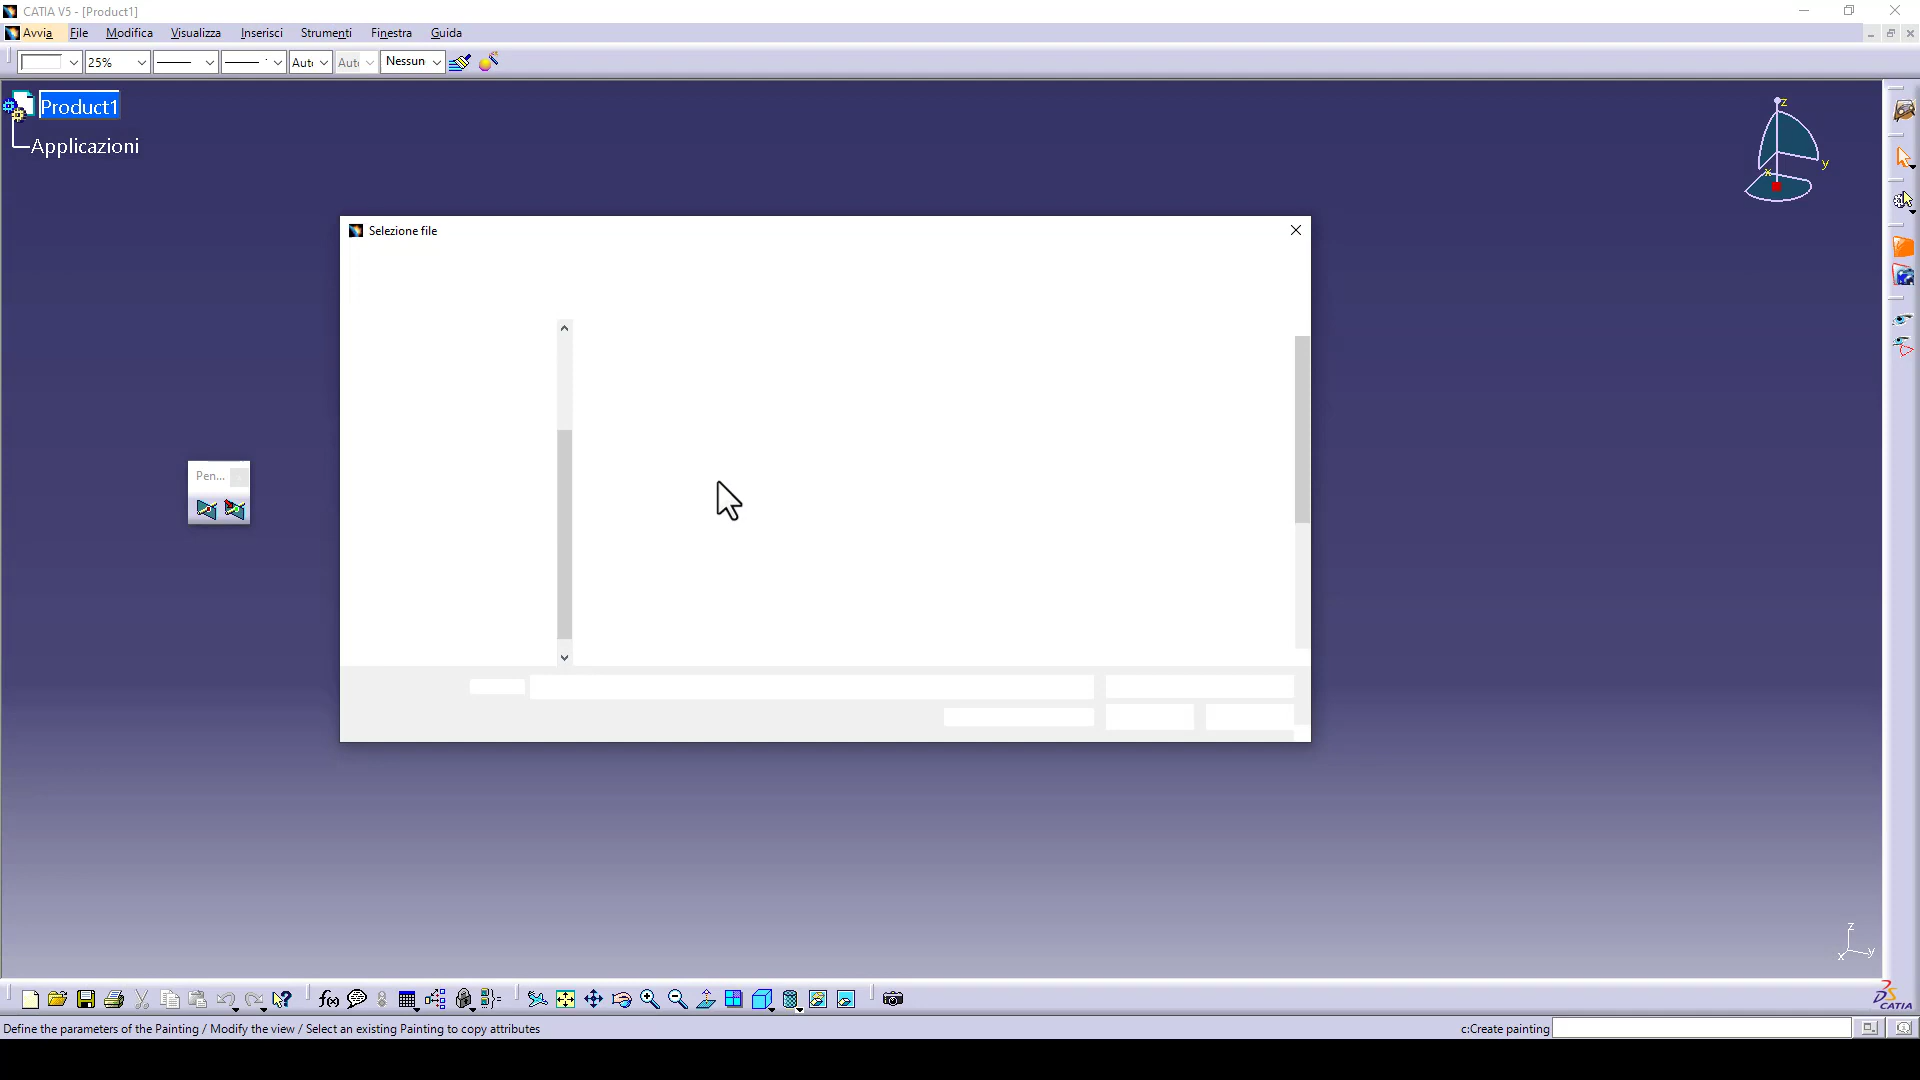 CATIA V5 - [Product1]
Avvia File Modifica Visualizza Inserisci Strumenti Finestra Guida
25% Aut Aut Nessun
Product1
Applicazioni
z
y
x
Selezione file
Pen...
z
x y
f(x)
DS CATIA
Define the parameters of the Painting / Modify the view / Select an existing Painting to copy attributes
c:Create painting